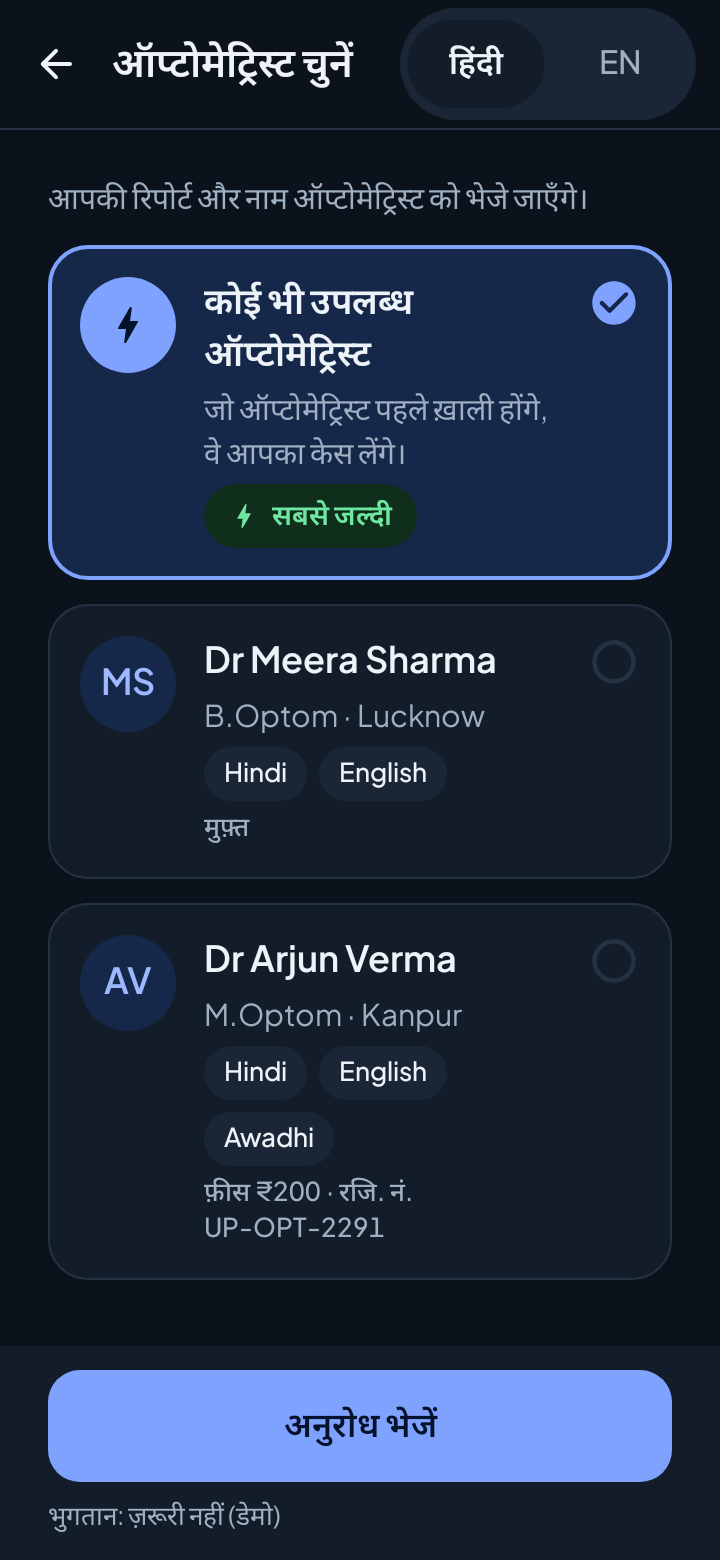 ऑप्टोमेट्रिस्ट चुनें
हिंदी
EN
आपकी रिपोर्ट और नाम ऑप्टोमेट्रिस्ट को भेजे जाएँगे।
कोई भी उपलब्ध
ऑप्टोमेट्रिस्ट
जो ऑप्टोमेट्रिस्ट पहले ख़ाली होंगे,
वे आपका केस लेंगे।
सबसे जल्दी
MS
Dr Meera Sharma
B.Optom · Lucknow
Hindi
English
मुफ़्त
AV
Dr Arjun Verma
M.Optom · Kanpur
Hindi
English
Awadhi
फ़ीस ₹200 · रजि. नं.
UP-OPT-2291
अनुरोध भेजें
भुगतान: ज़रूरी नहीं (डेमो)